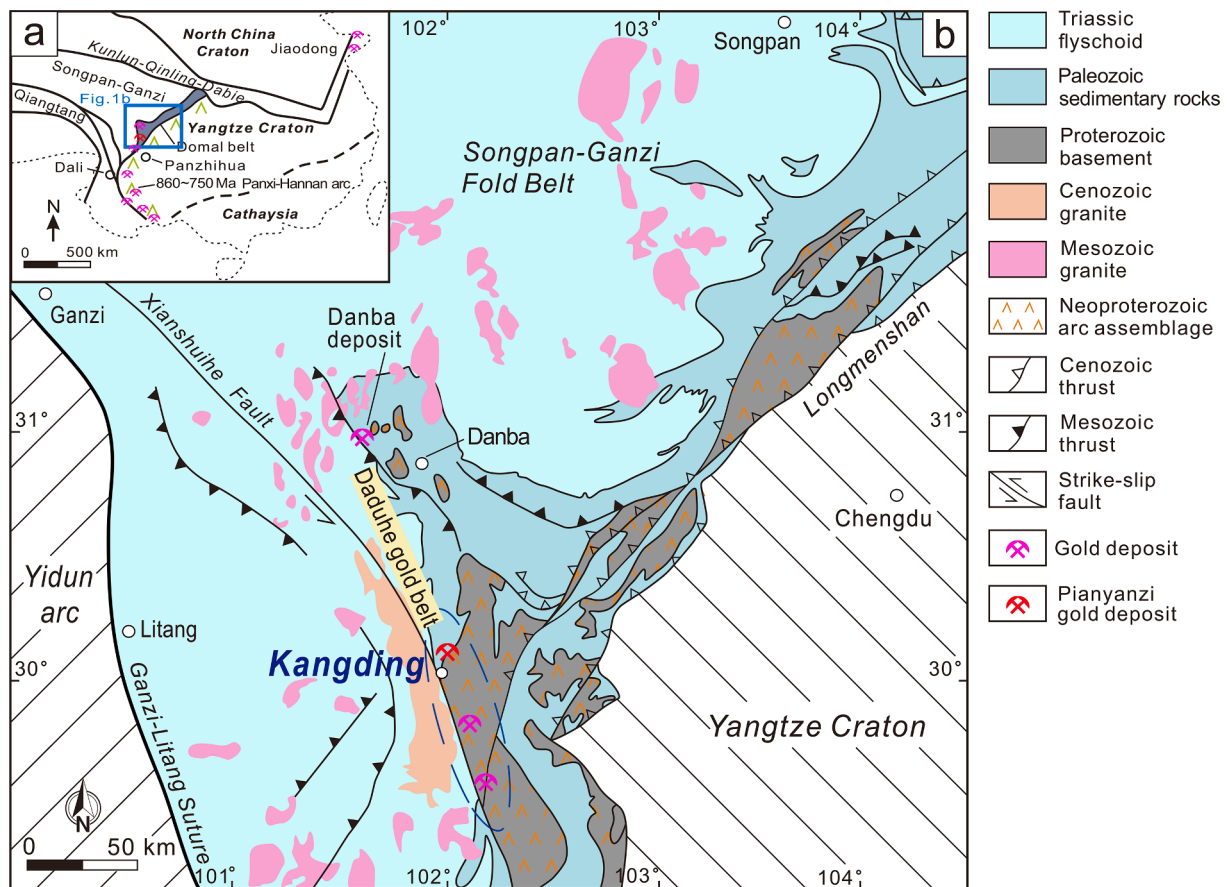 a
North China
Craton
Jiaodong
Kunlun-Qinling-Dabie
Songpan-Ganzi
Fig.1b
Qiangtang
Yangtze Craton
Domal belt
Panzhihua
Dali
860~750 Ma Panxi-Hannan arc
Cathaysia
N
0 500 km
b
102°
103°
104°
Songpan
Songpan-Ganzi
Fold Belt
Ganzi
Xianshuihe
Fault
Danba
deposit
Longmenshan
31°
31°
Danba
Daduhe gold belt
Chengdu
Yidun
arc
Litang
Kangding
30°
30°
Ganzi-Litang Suture
Yangtze Craton
N
0 50 km
101°
102°
103°
104°
Triassic
flyschoid
Paleozoic
sedimentary rocks
Proterozoic
basement
Cenozoic
granite
Mesozoic
granite
Neoproterozoic
arc assemblage
Cenozoic
thrust
Mesozoic
thrust
Strike-slip
fault
Gold deposit
Pianyanzi
gold deposit